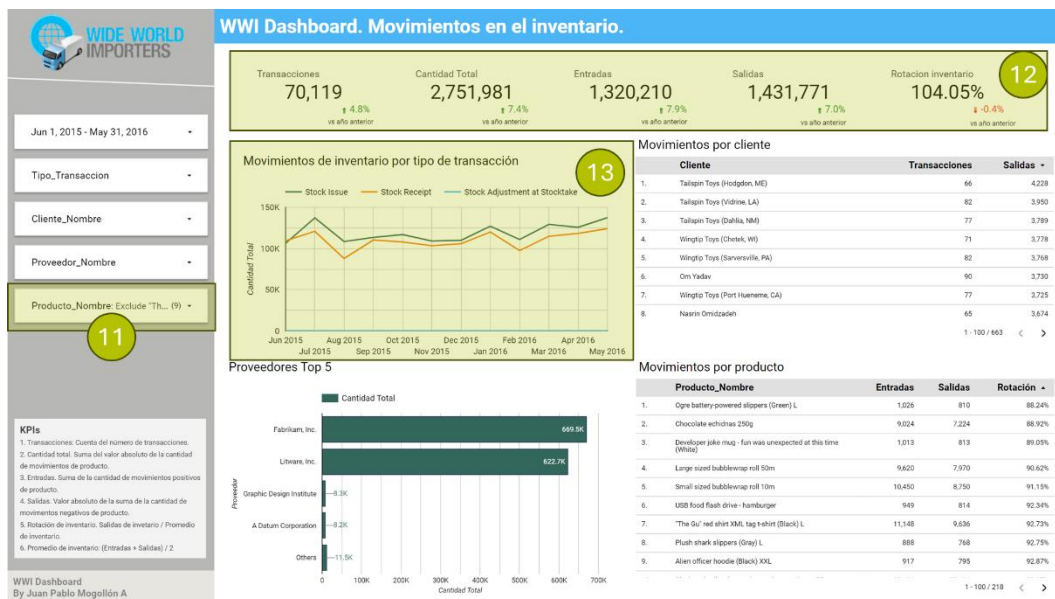 WIDE WORLD
IMPORTERS
WWI Dashboard. Movimientos en el inventario.
Jun 1, 2015 - May 31, 2016
Tipo_Transaccion
Cliente_Nombre
Proveedor_Nombre
Producto_Nombre: Exclude "Th... (9)
11
KPIs
1. Transacciones: Cuenta del número de transacciones.
2. Cantidad total. Suma del valor absoluto de la cantidad
de movimientos de producto.
3. Entradas. Suma de la cantidad de movimientos positivos
de producto.
4. Salidas. Valor absoluto de la suma de la cantidad de
movimentos negativos de producto.
5. Rotación de inventario. Salidas de invetario / Promedio
de inventario.
6. Promedio de inventario: (Entradas + Salidas) / 2
WWI Dashboard
By Juan Pablo Mogollón A
Transacciones Cantidad Total Entradas Salidas Rotacion inventario
70,119 2,751,981 1,320,210 1,431,771 104.05%
4.8% 7.4% 7.9% 7.0% -0.4%
vs año anterior vs año anterior vs año anterior vs año anterior vs año anterior
12
Movimientos de inventario por tipo de transacción
13
Stock Issue Stock Receipt Stock Adjustment at Stocktake
150K
100K
50K
0
Cantidad Total
Jun 2015 Aug 2015 Oct 2015 Dec 2015 Feb 2016 Apr 2016
Jul 2015 Sep 2015 Nov 2015 Jan 2016 Mar 2016 May 2016
Movimientos por cliente
Cliente Transacciones Salidas
1. Tailspin Toys (Hodgdon, ME) 66 4,228
2. Tailspin Toys (Vidrine, LA) 82 3,950
3. Tailspin Toys (Dahlia, NM) 77 3,789
4. Wingtip Toys (Chetek, WI) 71 3,778
5. Wingtip Toys (Sarversville, PA) 82 3,768
6. Om Yadav 90 3,730
7. Wingtip Toys (Port Hueneme, CA) 77 3,725
8. Nasrin Omidzadeh 65 3,674
1 - 100 / 663
Proveedores Top 5
Cantidad Total
Proveedor
Fabrikam, Inc. 669.5K
Litware, Inc. 622.7K
Graphic Design Institute 8.3K
A Datum Corporation 8.2K
Others 11.5K
0 100K 200K 300K 400K 500K 600K 700K
Cantidad Total
Movimientos por producto
Producto_Nombre Entradas Salidas Rotación
1. Ogre battery-powered slippers (Green) L 1,026 810 88.24%
2. Chocolate echidnas 250g 9,024 7,224 88.92%
3. Developer joke mug - fun was unexpected at this time 1,013 813 89.05%
(White)
4. Large sized bubblewrap roll 50m 9,620 7,970 90.62%
5. Small sized bubblewrap roll 10m 10,450 8,750 91.15%
6. USB food flash drive - hamburger 949 814 92.34%
7. "The Gu" red shirt XML tag t-shirt (Black) L 11,148 9,636 92.73%
8. Plush shark slippers (Gray) L 888 768 92.75%
9. Alien officer hoodie (Black) XXL 917 795 92.87%
1 - 100 / 218